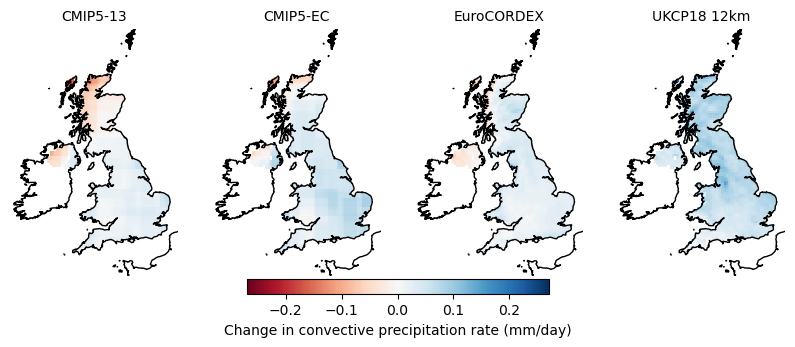 CMIP5-13 CMIP5-EC EuroCORDEX UKCP18 12km
−0.2 −0.1 0.0 0.1 0.2
Change in convective precipitation rate (mm/day)